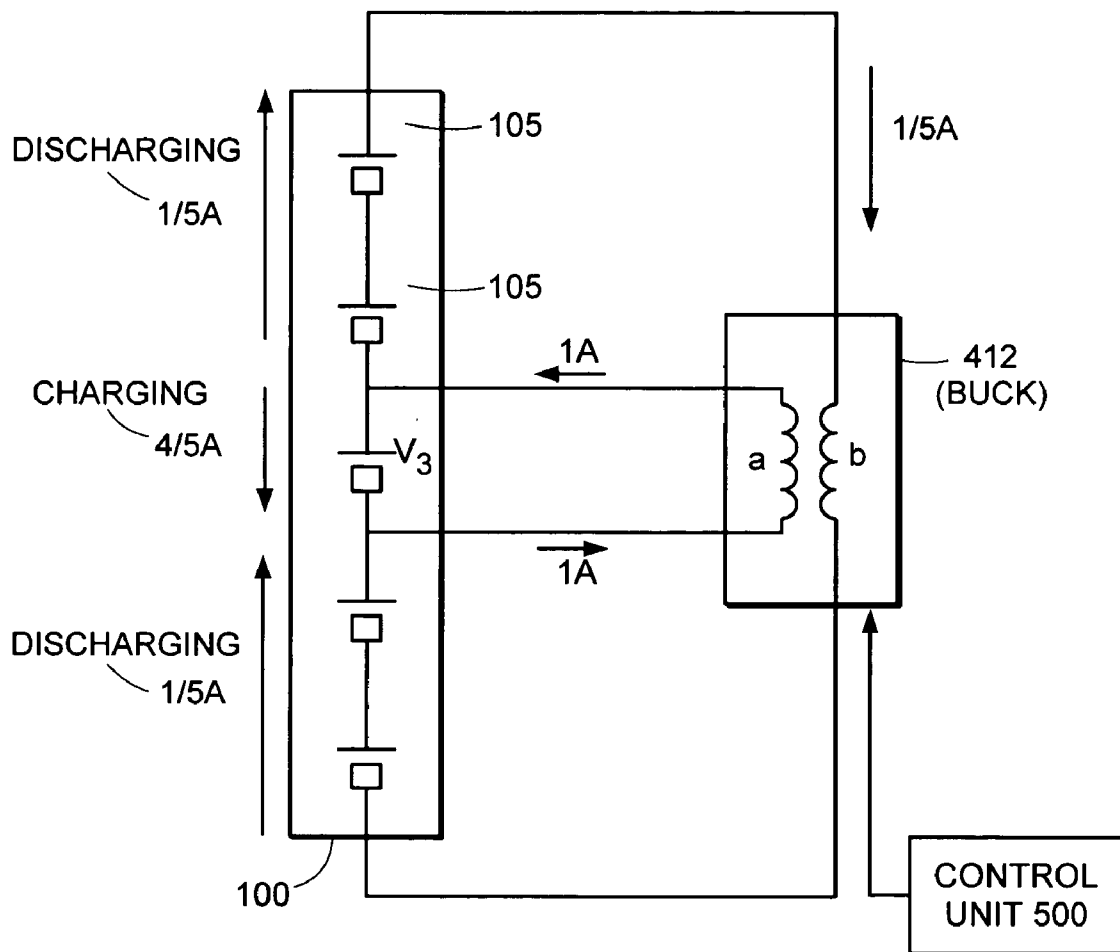 105
DISCHARGING
1/5A
1/5A
105
1A
412
(BUCK)
CHARGING
4/5A
V3
a
b
1A
DISCHARGING
1/5A
100
CONTROL
UNIT 500